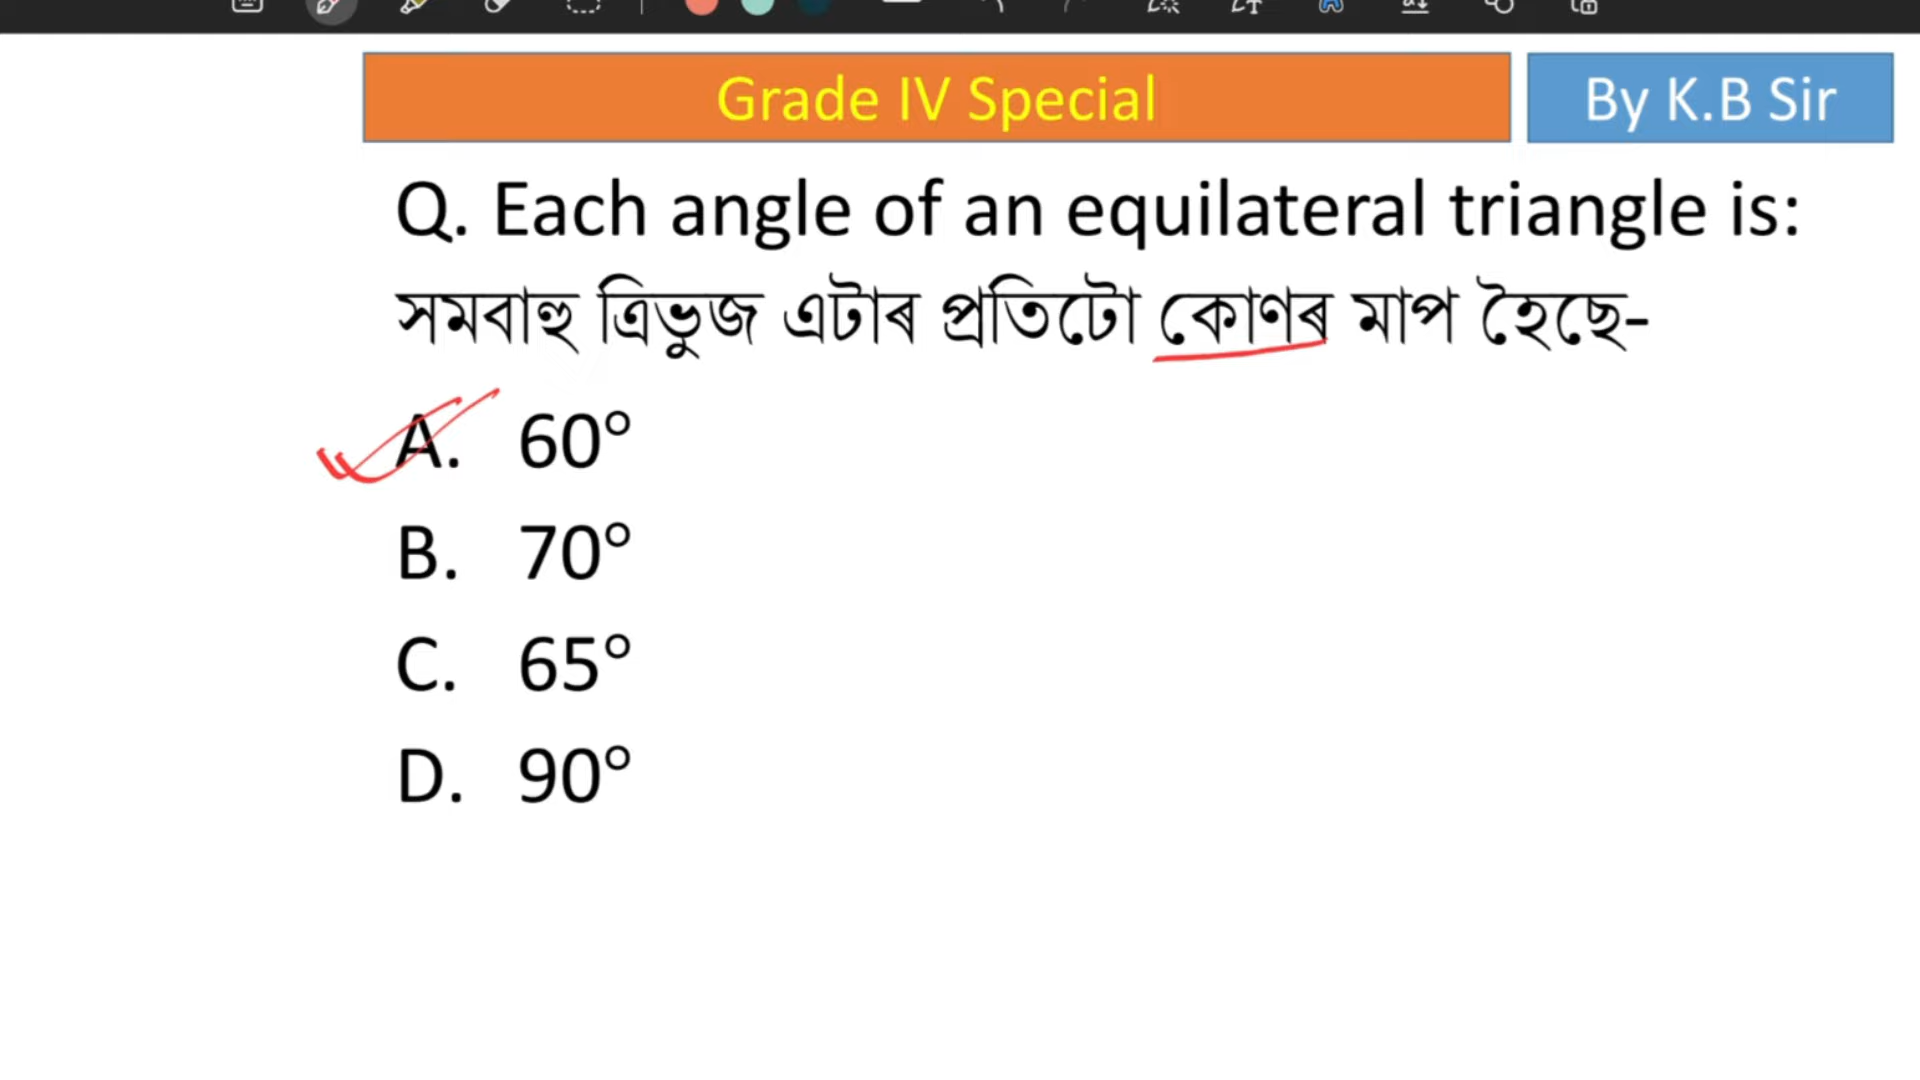 Grade IV Special
By K.B Sir
Q. Each angle of an equilateral triangle is:
সমবাহু ত্ৰিভুজ এটাৰ প্ৰতিটো কোণৰ মাপ হৈছে-
A. 60°
B. 70°
C. 65°
D. 90°